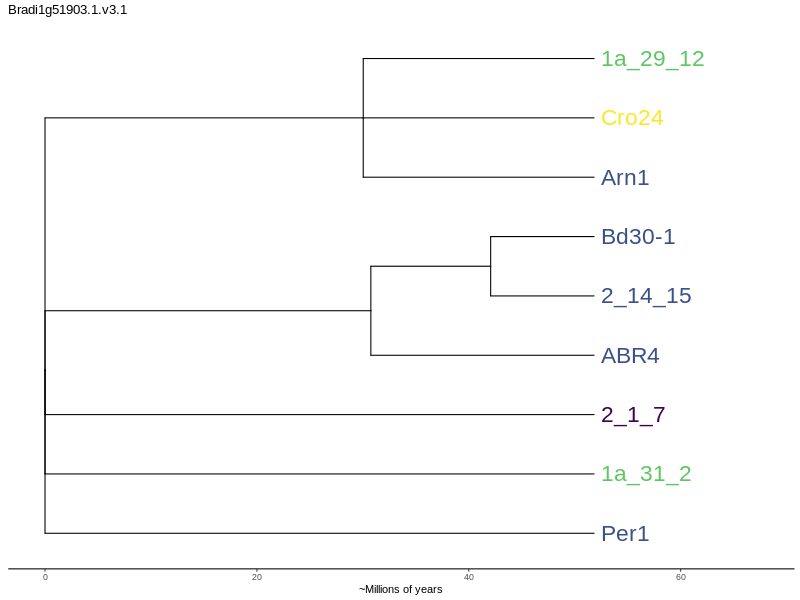 Bradi1g51903.1.v3.1
1a_29_12
Cro24
Arn1
Bd30-1
2_14_15
ABR4
2_1_7
1a_31_2
Per1
0 20 40 60
~Millions of years